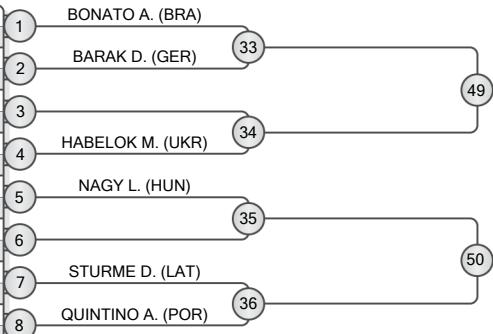 1 BONATO A. (BRA)
33
2 BARAK D. (GER)
49
3
34
4 HABELOK M. (UKR)
5 NAGY L. (HUN)
35
6
50
7 STURME D. (LAT)
36
8 QUINTINO A. (POR)